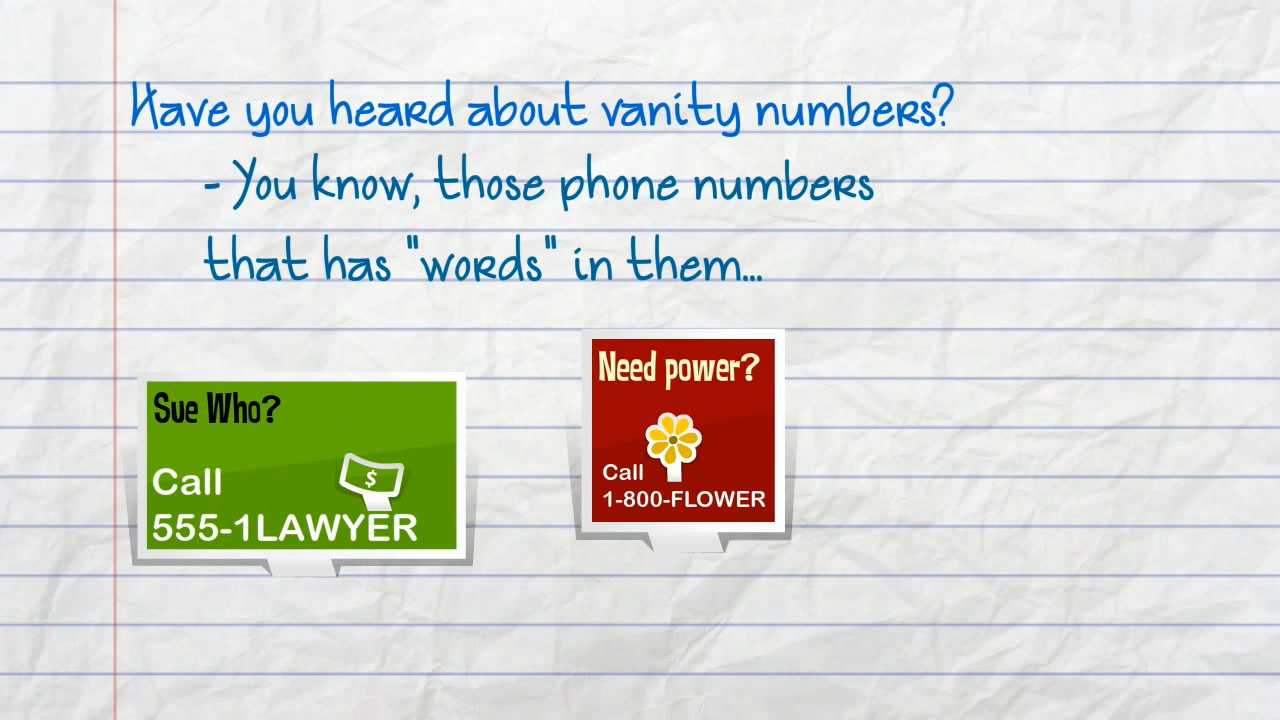 Have you heard about vanity numbers?
- You know, those phone numbers
that has "words" in them...
Sue Who?
$
Call
555-1LAWYER
Need power?
Call
1-800-FLOWER